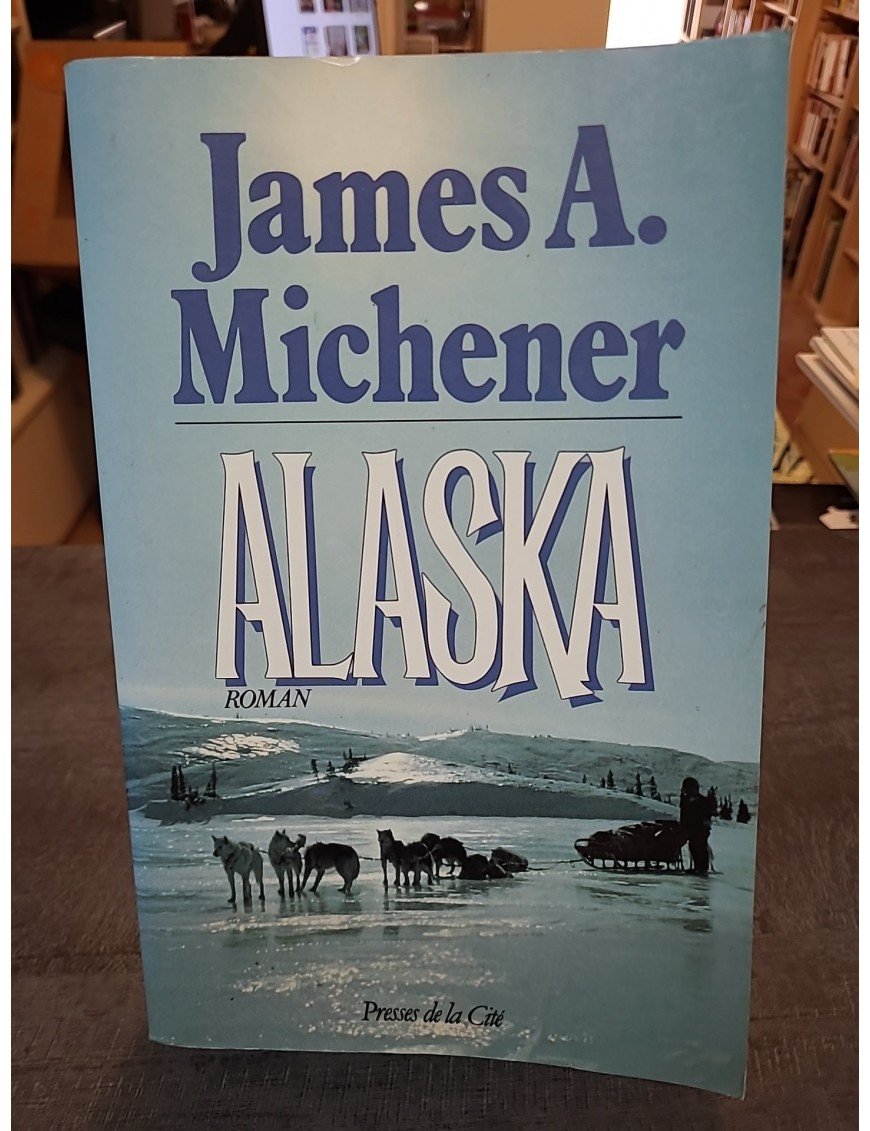 James A.
Michener
ALASKA
ROMAN
Presses de la Cité